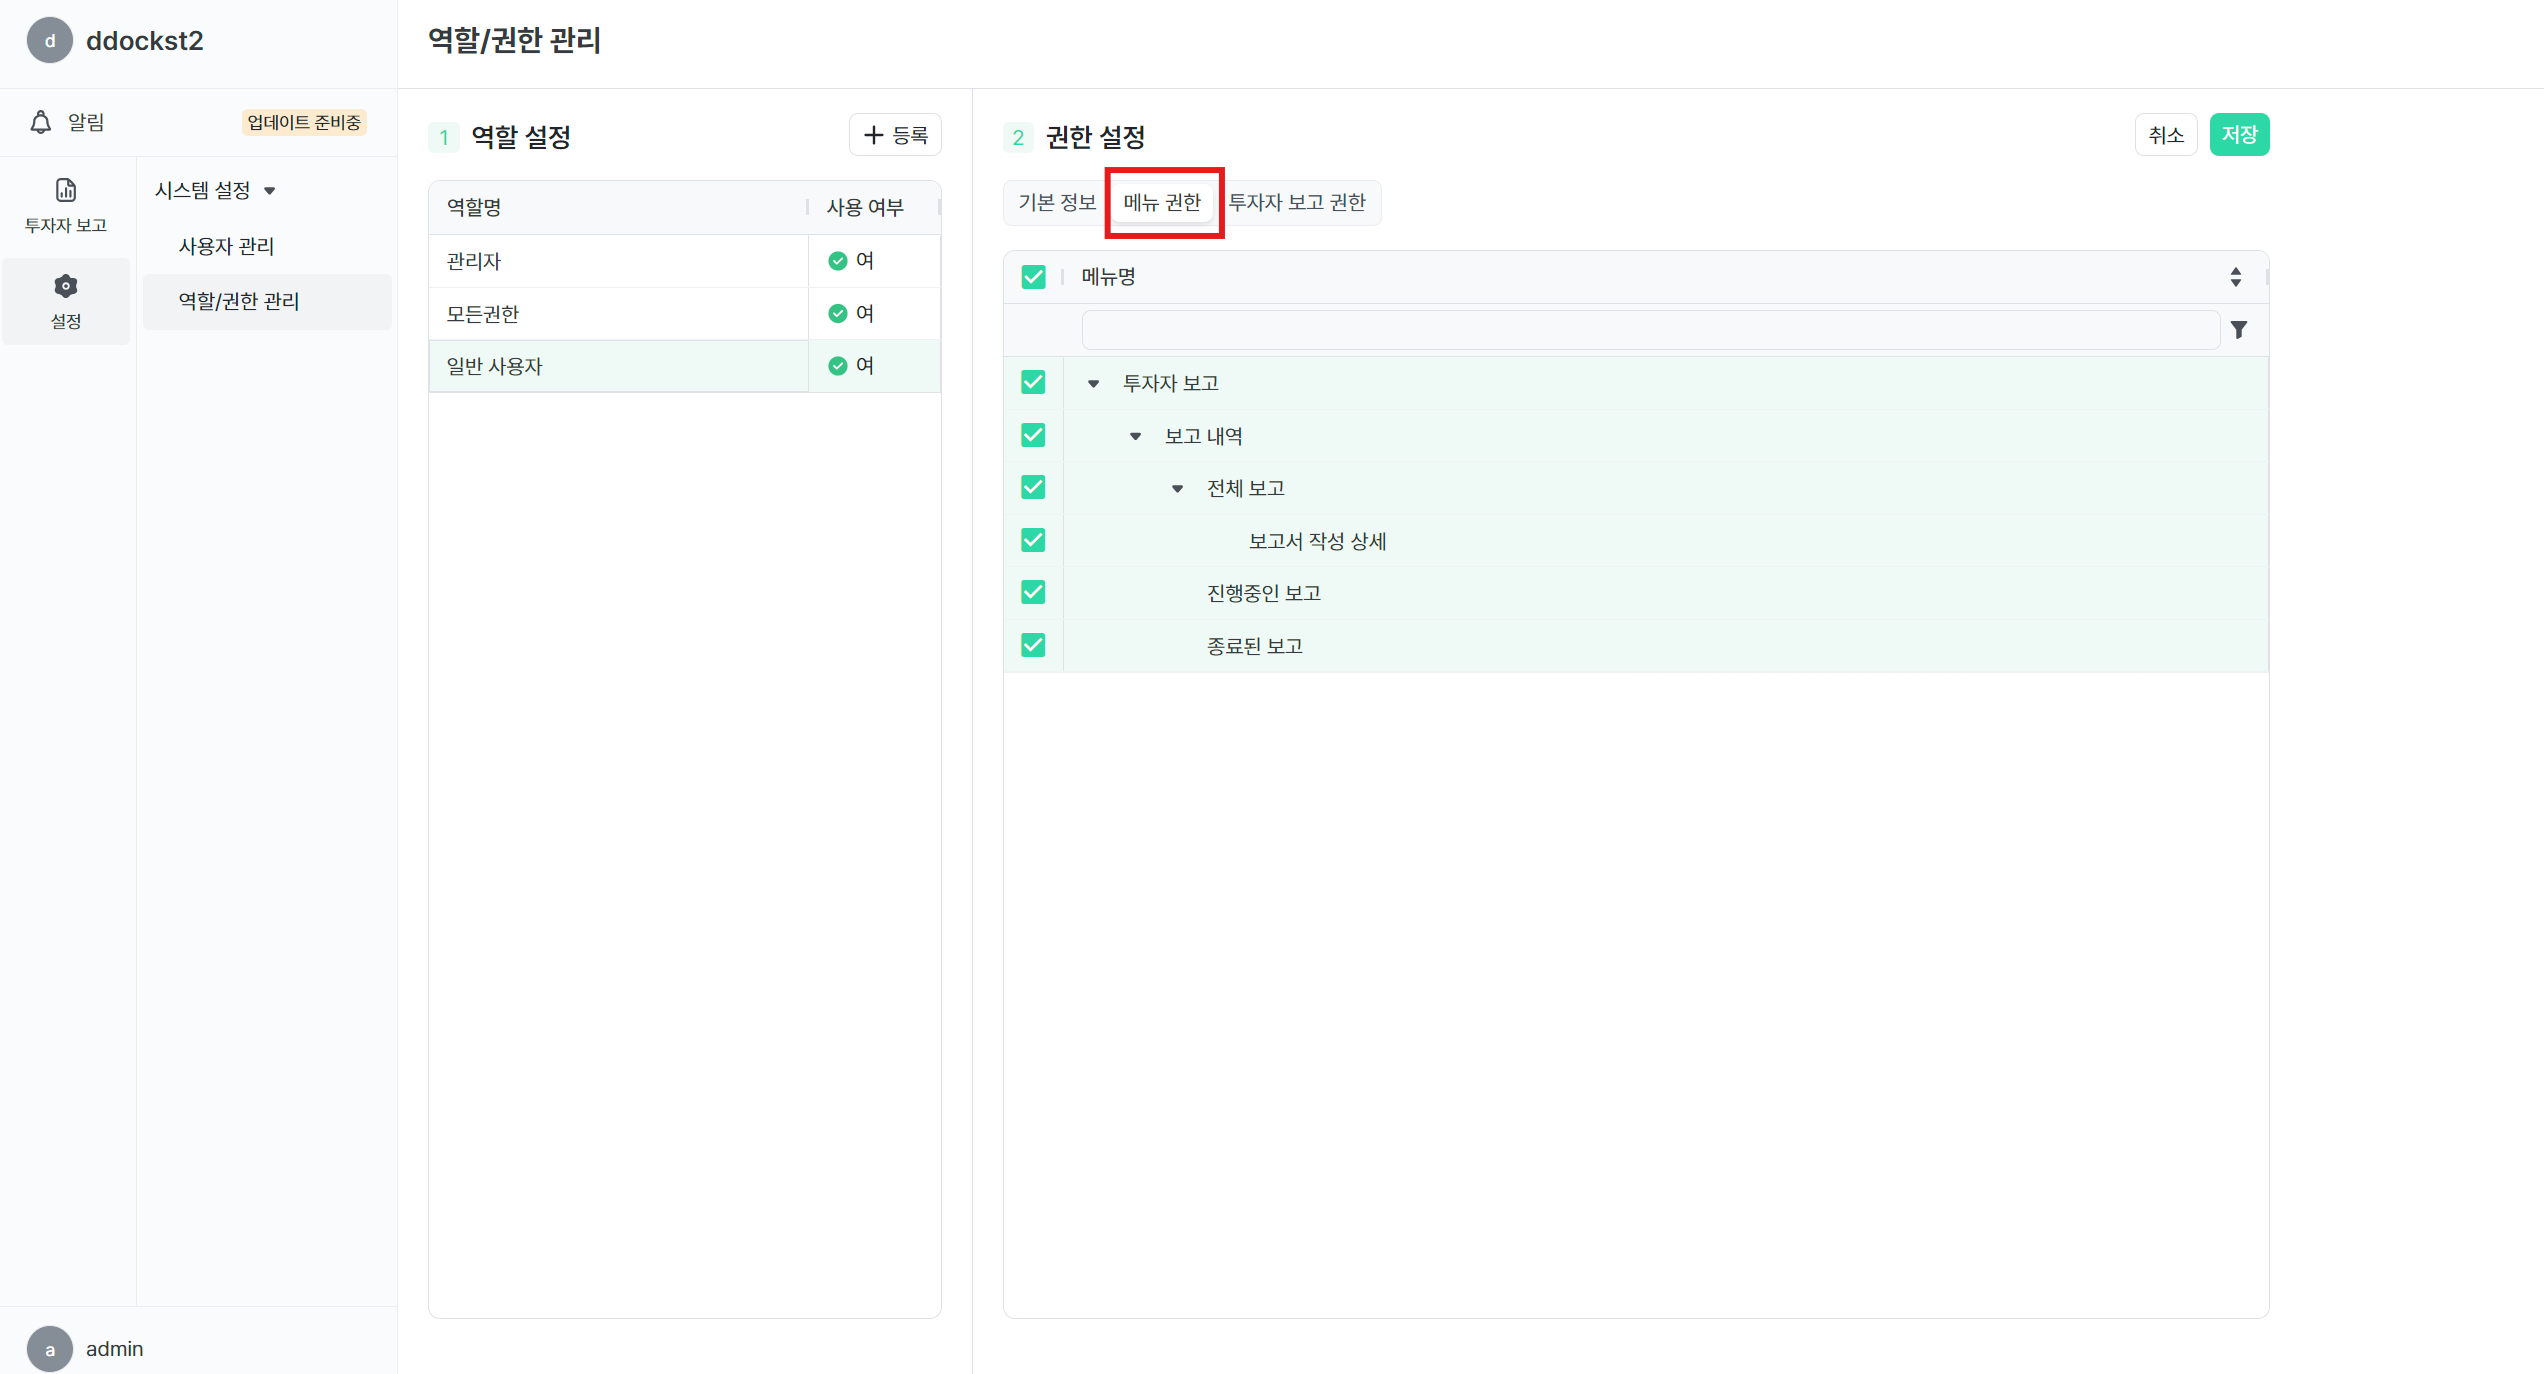 d ddockst2
역할/권한 관리
알림 업데이트 준비중
투자자 보고
설정
시스템 설정
사용자 관리
역할/권한 관리
1 역할 설정
등록
역할명 사용 여부
관리자 여
모든권한 여
일반 사용자 여
2 권한 설정
취소 저장
기본 정보 메뉴 권한 투자자 보고 권한
메뉴명
투자자 보고
보고 내역
전체 보고
보고서 작성 상세
진행중인 보고
종료된 보고
a admin